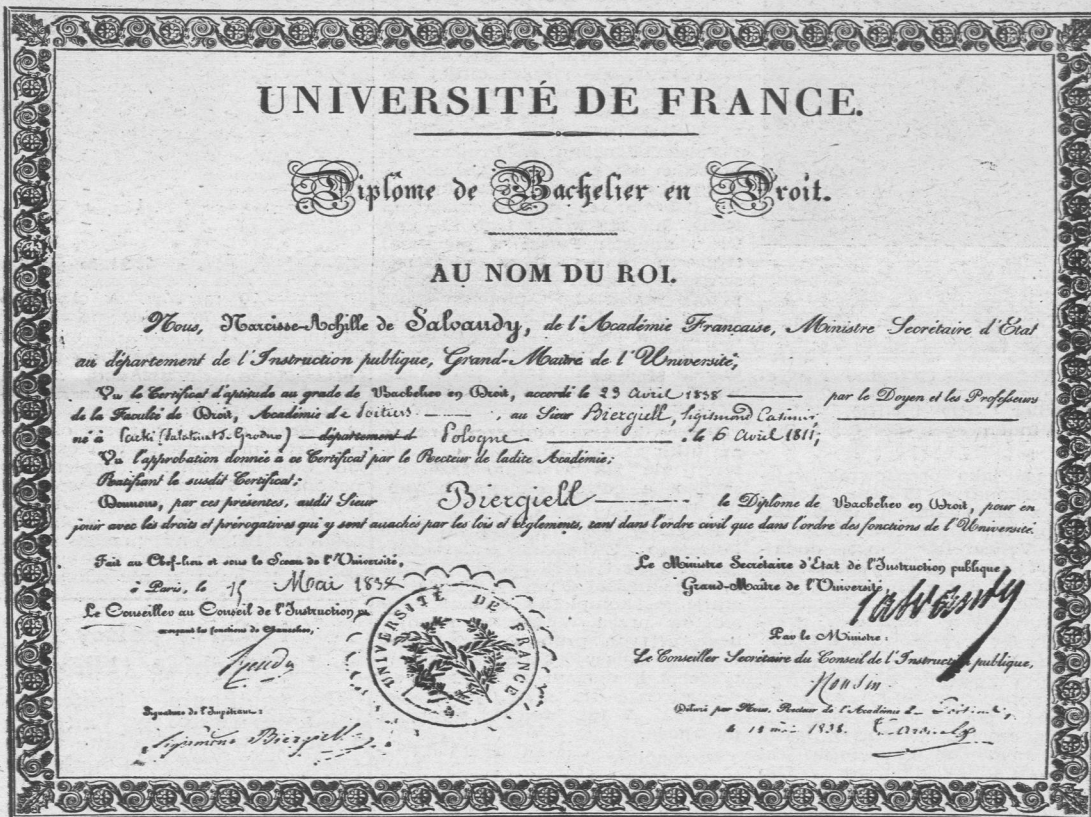 UNIVERSITÉ DE FRANCE.
Diplôme de Bachelier en Droit.
AU NOM DU ROI.
Nous, Narcisse-Achille de Salvandy, de l'Académie Française, Ministre Secrétaire d'Etat
au département de l'Instruction publique, Grand-Maître de l'Université;
Vu le Certificat d'aptitude au grade de Bachelier en Droit, accordé le 23 Avril 1838 par le Doyen et les Professeurs
de la Faculté de Droit, Académie de Poitiers, au Sieur Biergiell, Sigismond Casimir,
né à (Palatinat d. Grodno) département d Pologne, le 6 Avril 1811;
Vu l'approbation donnée à ce Certificat par le Recteur de ladite Académie;
Ratifiant le susdit Certificat;
Donnons, par ces présentes, audit Sieur Biergiell le Diplôme de Bachelier en Droit, pour en
jouir avec les droits et prérogatives qui y sont attachés par les lois et règlements, tant dans l'ordre civil que dans l'ordre des fonctions de l'Université.
Fait au Chef-lieu et sous le Sceau de l'Université,
à Paris, le 15 Mai 1838
Le Conseiller au Conseil de l'Instruction
exerçant les fonctions de Chancelier,
Signature de l'Impétrant:
Sigismond Biergiell
UNIVERSITÉ DE FRANCE
Le Ministre Secrétaire d'Etat de l'Instruction publique
Grand-Maître de l'Université
Salvandy
Par le Ministre:
Le Conseiller Secrétaire du Conseil de l'Instruction publique,
Délivré par Nous, Recteur de l'Académie d Poitiers,
le 18 mai 1838.